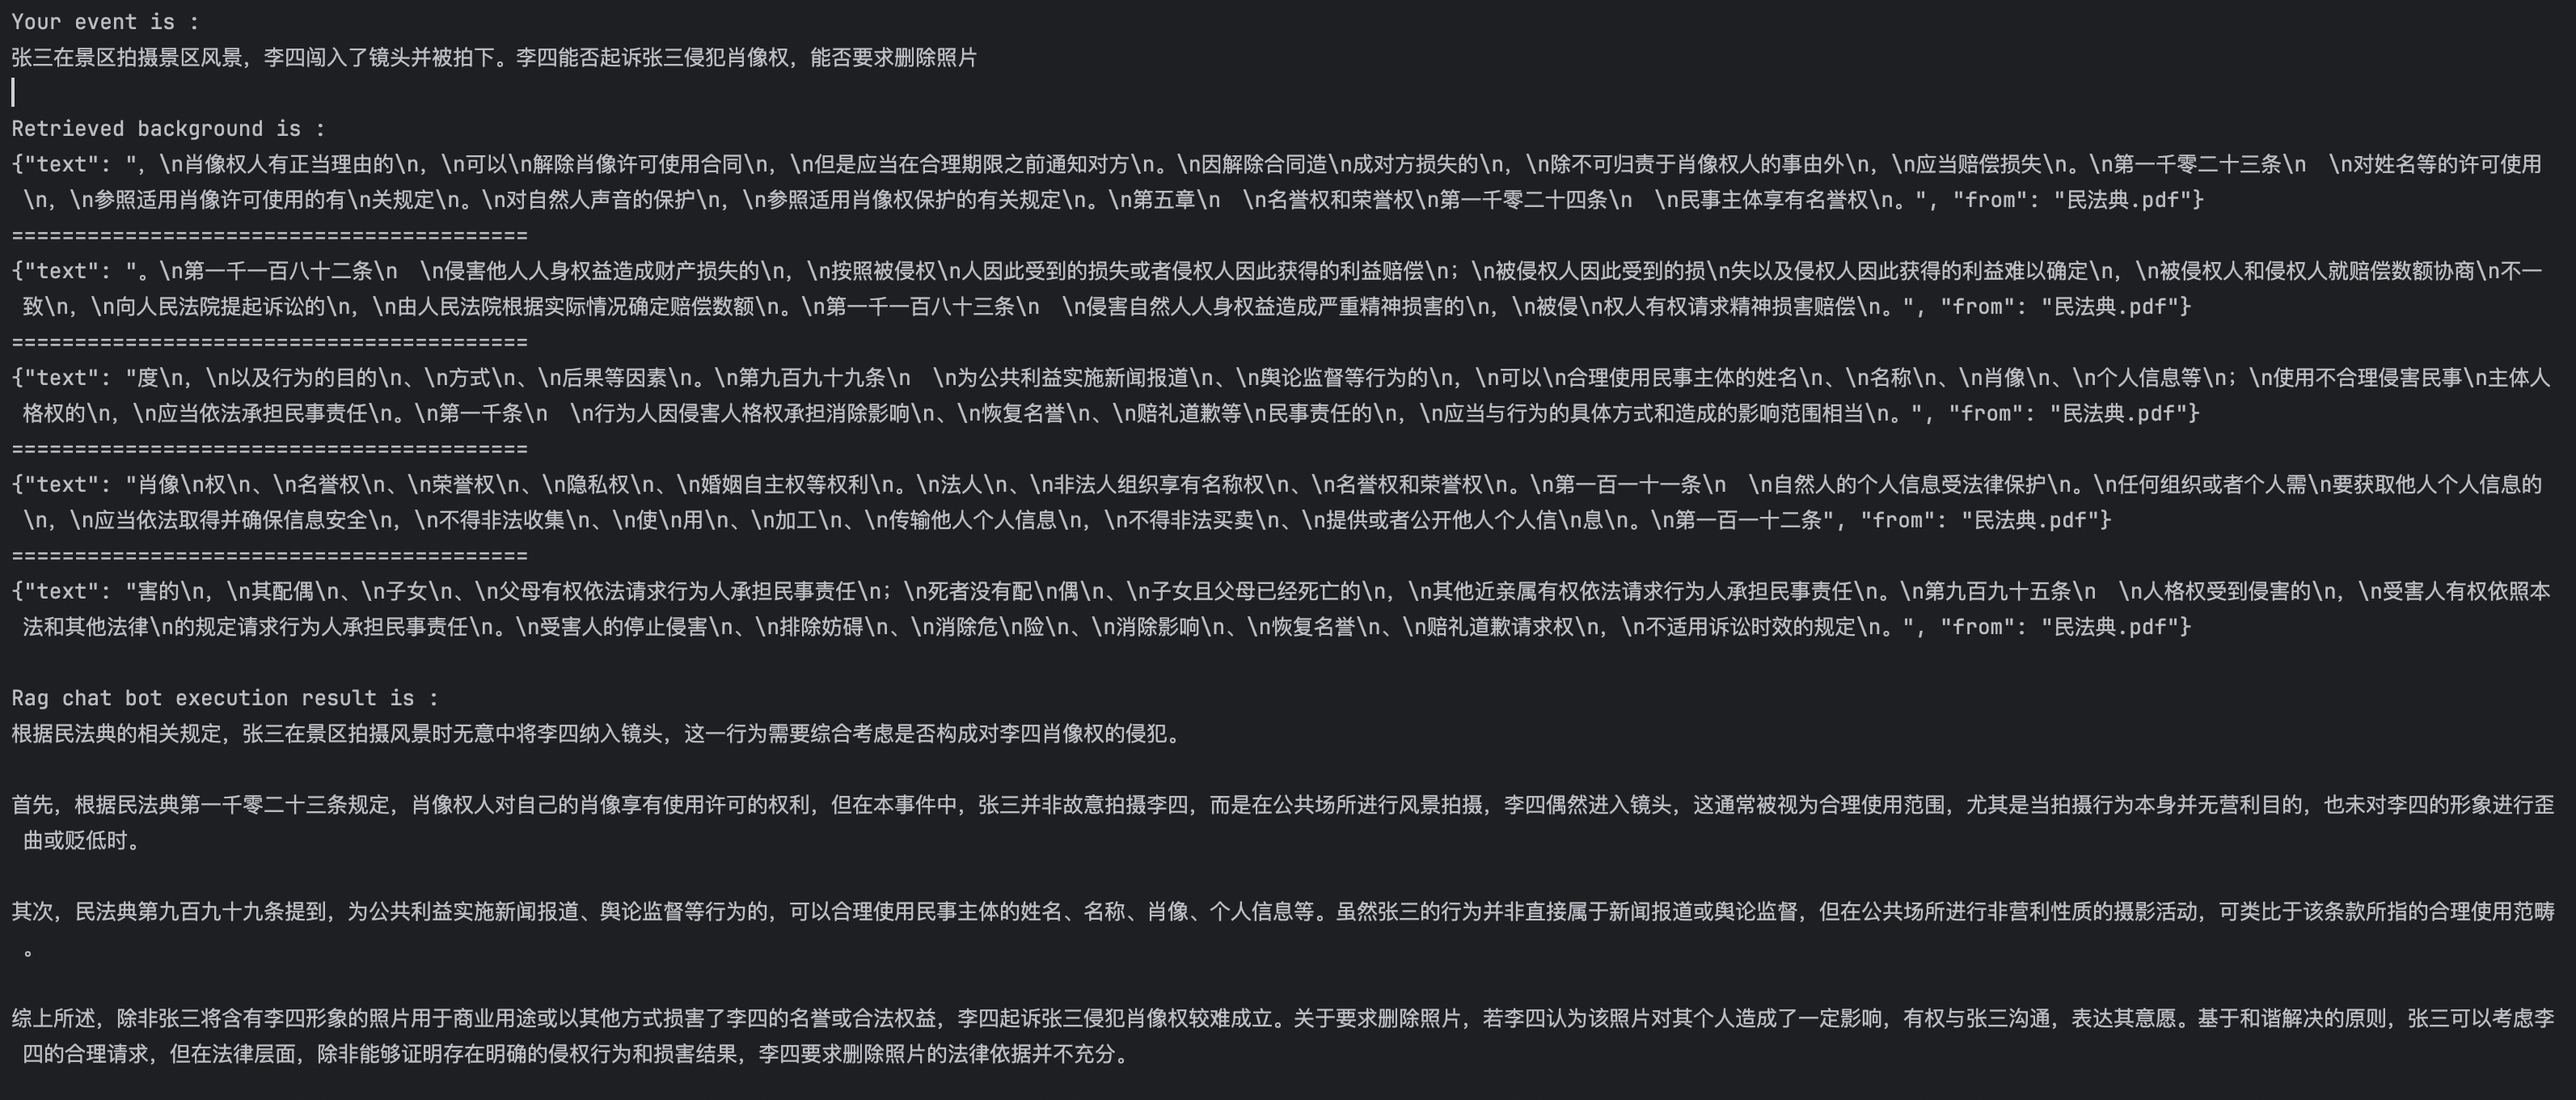 Your event is :
张三在景区拍摄景区风景，李四闯入了镜头并被拍下。李四能否起诉张三侵犯肖像权，能否要求删除照片
Retrieved background is :
{"text": "，\n肖像权人有正当理由的\n，\n可以\n解除肖像许可使用合同\n，\n但是应当在合理期限之前通知对方\n。\n因解除合同造\n成对方损失的\n，\n除不可归责于肖像权人的事由外\n，\n应当赔偿损失\n。\n第一千零二十三条\n　\n对姓名等的许可使用
\n，\n参照适用肖像许可使用的有\n关规定\n。\n对自然人声音的保护\n，\n参照适用肖像权保护的有关规定\n。\n第五章\n　\n名誉权和荣誉权\n第一千零二十四条\n　\n民事主体享有名誉权\n。", "from": "民法典.pdf"}
=========================================
{"text": "。\n第一千一百八十二条\n　\n侵害他人人身权益造成财产损失的\n，\n按照被侵权\n人因此受到的损失或者侵权人因此获得的利益赔偿\n；\n被侵权人因此受到的损\n失以及侵权人因此获得的利益难以确定\n，\n被侵权人和侵权人就赔偿数额协商\n不一
致\n，\n向人民法院提起诉讼的\n，\n由人民法院根据实际情况确定赔偿数额\n。\n第一千一百八十三条\n　\n侵害自然人人身权益造成严重精神损害的\n，\n被侵\n权人有权请求精神损害赔偿\n。", "from": "民法典.pdf"}
=========================================
{"text": "度\n，\n以及行为的目的\n、\n方式\n、\n后果等因素\n。\n第九百九十九条\n　\n为公共利益实施新闻报道\n、\n舆论监督等行为的\n，\n可以\n合理使用民事主体的姓名\n、\n名称\n、\n肖像\n、\n个人信息等\n；\n使用不合理侵害民事\n主体人
格权的\n，\n应当依法承担民事责任\n。\n第一千条\n　\n行为人因侵害人格权承担消除影响\n、\n恢复名誉\n、\n赔礼道歉等\n民事责任的\n，\n应当与行为的具体方式和造成的影响范围相当\n。", "from": "民法典.pdf"}
=========================================
{"text": "肖像\n权\n、\n名誉权\n、\n荣誉权\n、\n隐私权\n、\n婚姻自主权等权利\n。\n法人\n、\n非法人组织享有名称权\n、\n名誉权和荣誉权\n。\n第一百一十一条\n　\n自然人的个人信息受法律保护\n。\n任何组织或者个人需\n要获取他人个人信息的
\n，\n应当依法取得并确保信息安全\n，\n不得非法收集\n、\n使\n用\n、\n加工\n、\n传输他人个人信息\n，\n不得非法买卖\n、\n提供或者公开他人个人信\n息\n。\n第一百一十二条", "from": "民法典.pdf"}
=========================================
{"text": "害的\n，\n其配偶\n、\n子女\n、\n父母有权依法请求行为人承担民事责任\n；\n死者没有配\n偶\n、\n子女且父母已经死亡的\n，\n其他近亲属有权依法请求行为人承担民事责任\n。\n第九百九十五条\n　\n人格权受到侵害的\n，\n受害人有权依照本
法和其他法律\n的规定请求行为人承担民事责任\n。\n受害人的停止侵害\n、\n排除妨碍\n、\n消除危\n险\n、\n消除影响\n、\n恢复名誉\n、\n赔礼道歉请求权\n，\n不适用诉讼时效的规定\n。", "from": "民法典.pdf"}
Rag chat bot execution result is :
根据民法典的相关规定，张三在景区拍摄风景时无意中将李四纳入镜头，这一行为需要综合考虑是否构成对李四肖像权的侵犯。
首先，根据民法典第一千零二十三条规定，肖像权人对自己的肖像享有使用许可的权利，但在本事件中，张三并非故意拍摄李四，而是在公共场所进行风景拍摄，李四偶然进入镜头，这通常被视为合理使用范围，尤其是当拍摄行为本身并无营利目的，也未对李四的形象进行歪
曲或贬低时。
其次，民法典第九百九十九条提到，为公共利益实施新闻报道、舆论监督等行为的，可以合理使用民事主体的姓名、名称、肖像、个人信息等。虽然张三的行为并非直接属于新闻报道或舆论监督，但在公共场所进行非营利性质的摄影活动，可类比于该条款所指的合理使用范畴
。
综上所述，除非张三将含有李四形象的照片用于商业用途或以其他方式损害了李四的名誉或合法权益，李四起诉张三侵犯肖像权较难成立。关于要求删除照片，若李四认为该照片对其个人造成了一定影响，有权与张三沟通，表达其意愿。基于和谐解决的原则，张三可以考虑李
四的合理请求，但在法律层面，除非能够证明存在明确的侵权行为和损害结果，李四要求删除照片的法律依据并不充分。